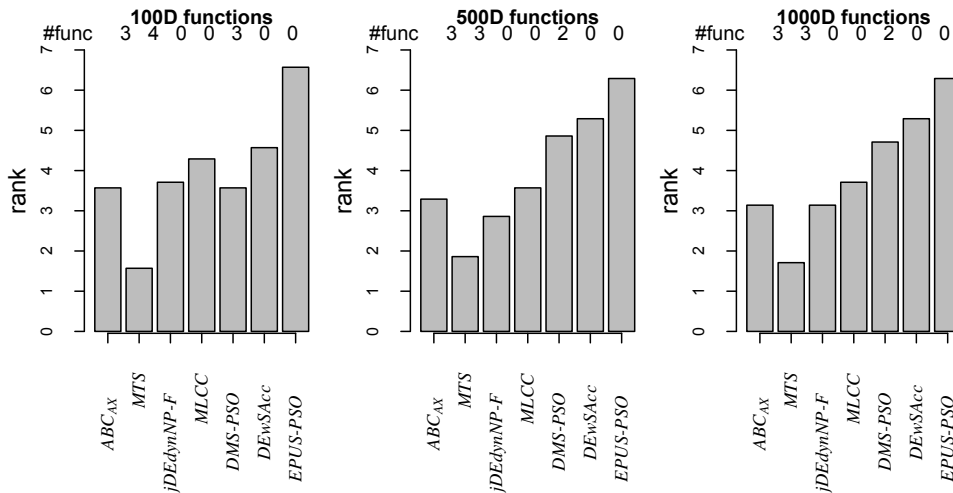 100D functions
#func 3 4 0 0 3 0 0
rank
7
6
5
4
3
2
1
0
ABC_AX
MTS
jDEdynNP-F
MLCC
DMS-PSO
DEwSAcc
EPUS-PSO
500D functions
#func 3 3 0 0 2 0 0
rank
7
6
5
4
3
2
1
0
ABC_AX
MTS
jDEdynNP-F
MLCC
DMS-PSO
DEwSAcc
EPUS-PSO
1000D functions
#func 3 3 0 0 2 0 0
rank
7
6
5
4
3
2
1
0
ABC_AX
MTS
jDEdynNP-F
MLCC
DMS-PSO
DEwSAcc
EPUS-PSO